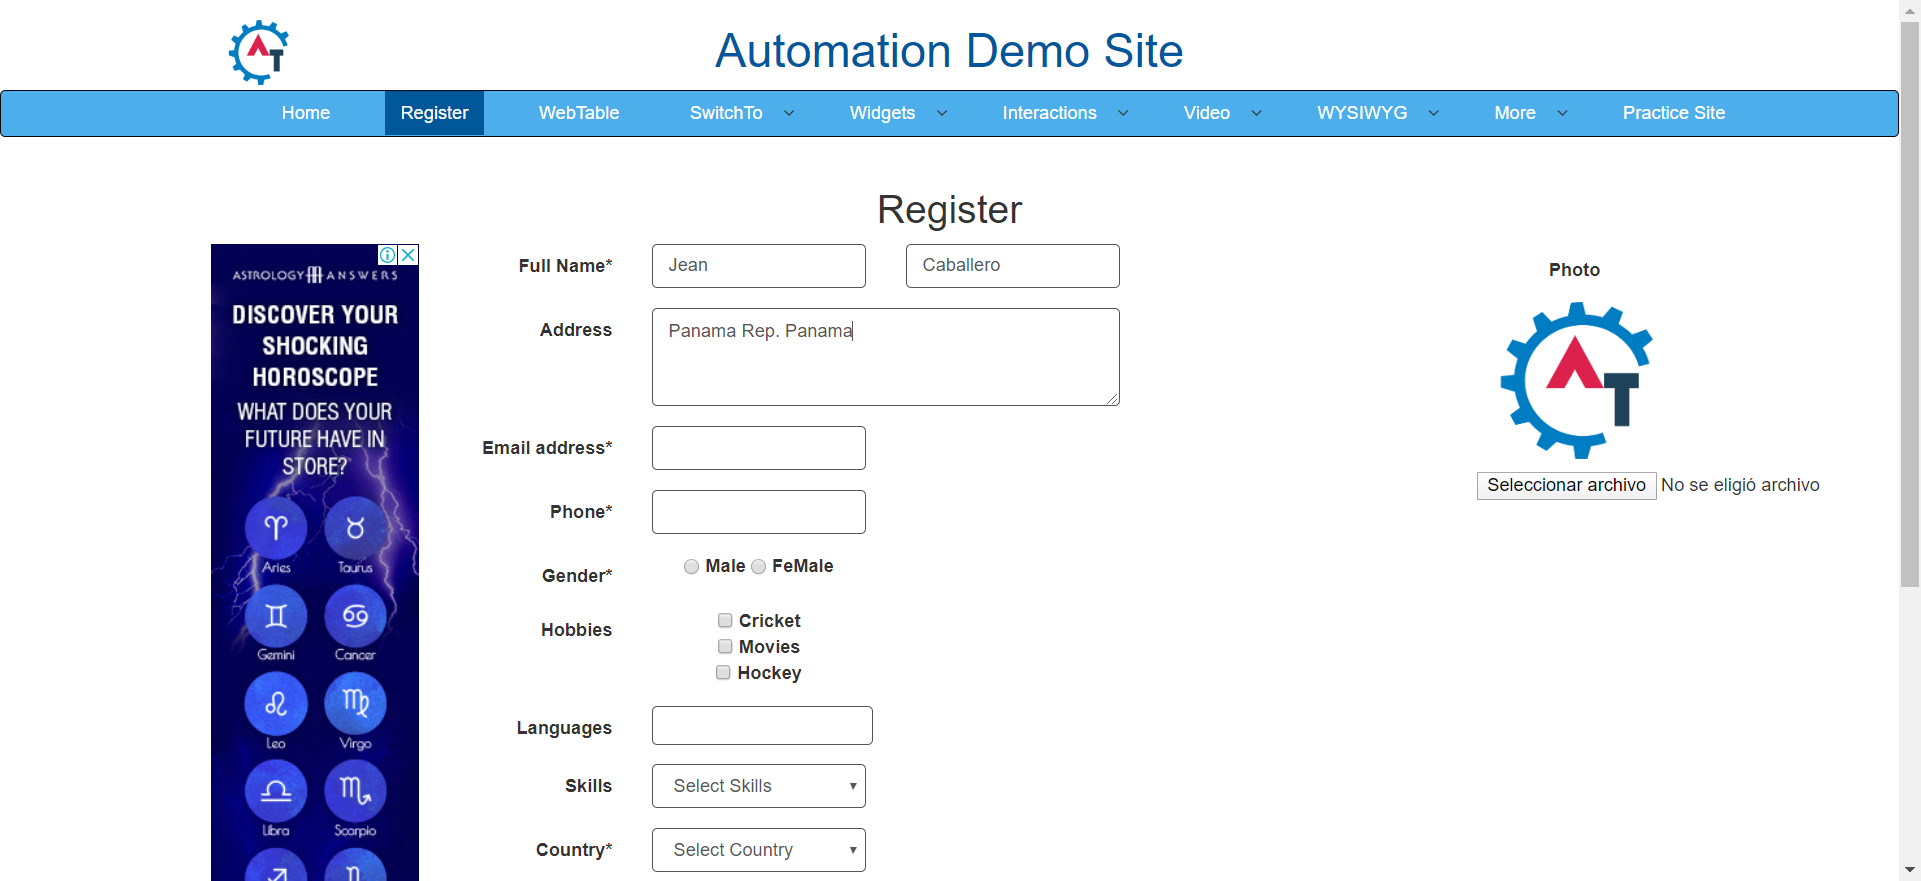 Automation Demo Site
Home Register WebTable SwitchTo Widgets Interactions Video WYSIWYG More Practice Site
Register
ASTROLOGY ANSWERS
DISCOVER YOUR
SHOCKING
HOROSCOPE
WHAT DOES YOUR
FUTURE HAVE IN
STORE?
Aries Taurus
Gemini Cancer
Leo Virgo
Libra Scorpio
Full Name* Jean Caballero
Address Panama Rep. Panama
Email address*
Phone*
Gender* Male FeMale
Hobbies Cricket
Movies
Hockey
Languages
Skills Select Skills
Country* Select Country
Photo
AT
Seleccionar archivo No se eligió archivo